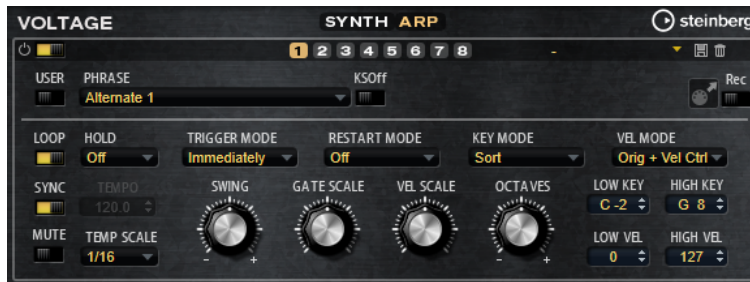 VOLTAGE SYNTH ARP steinberg
1 2 3 4 5 6 7 8 -
USER PHRASE KSOff Rec
Alternate 1
LOOP HOLD TRIGGER MODE RESTART MODE KEY MODE VEL MODE
Off Immediately Off Sort Orig + Vel Ctrl
SYNC TEMPO SWING GATE SCALE VEL SCALE OCTAVES LOW KEY HIGH KEY
120.0 C -2 G 8
MUTE TEMP SCALE LOW VEL HIGH VEL
1/16 - + - + 0 127